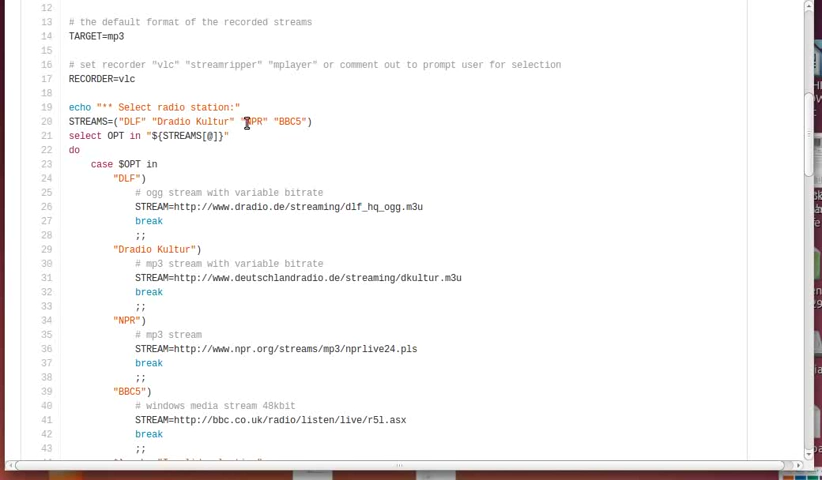 12
13 # the default format of the recorded streams
14 TARGET=mp3
15
16 # set recorder "vlc" "streamripper" "mplayer" or comment out to prompt user for selection
17 RECORDER=vlc
18
19 echo "** Select radio station:"
20 STREAMS=("DLF" "Dradio Kultur" "NPR" "BBC5")
21 select OPT in "${STREAMS[@]}"
22 do
23 case $OPT in
24 "DLF")
25 # ogg stream with variable bitrate
26 STREAM=http://www.dradio.de/streaming/dlf_hq_ogg.m3u
27 break
28 ;;
29 "Dradio Kultur")
30 # mp3 stream with variable bitrate
31 STREAM=http://www.deutschlandradio.de/streaming/dkultur.m3u
32 break
33 ;;
34 "NPR")
35 # mp3 stream
36 STREAM=http://www.npr.org/streams/mp3/nprlive24.pls
37 break
38 ;;
39 "BBC5")
40 # windows media stream 48kbit
41 STREAM=http://bbc.co.uk/radio/listen/live/r5l.asx
42 break
43 ;;